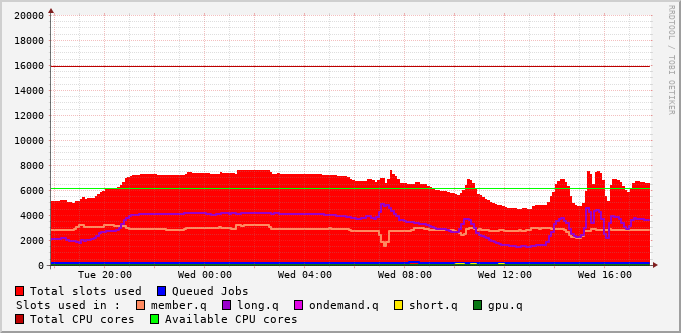 20000
18000
16000
14000
12000
10000
8000
6000
4000
2000
0
Tue 20:00 Wed 00:00 Wed 04:00 Wed 08:00 Wed 12:00 Wed 16:00
Total slots used Queued Jobs
Slots used in : member.q long.q ondemand.q short.q gpu.q
Total CPU cores Available CPU cores
RRDTOOL / TOBI OETIKER